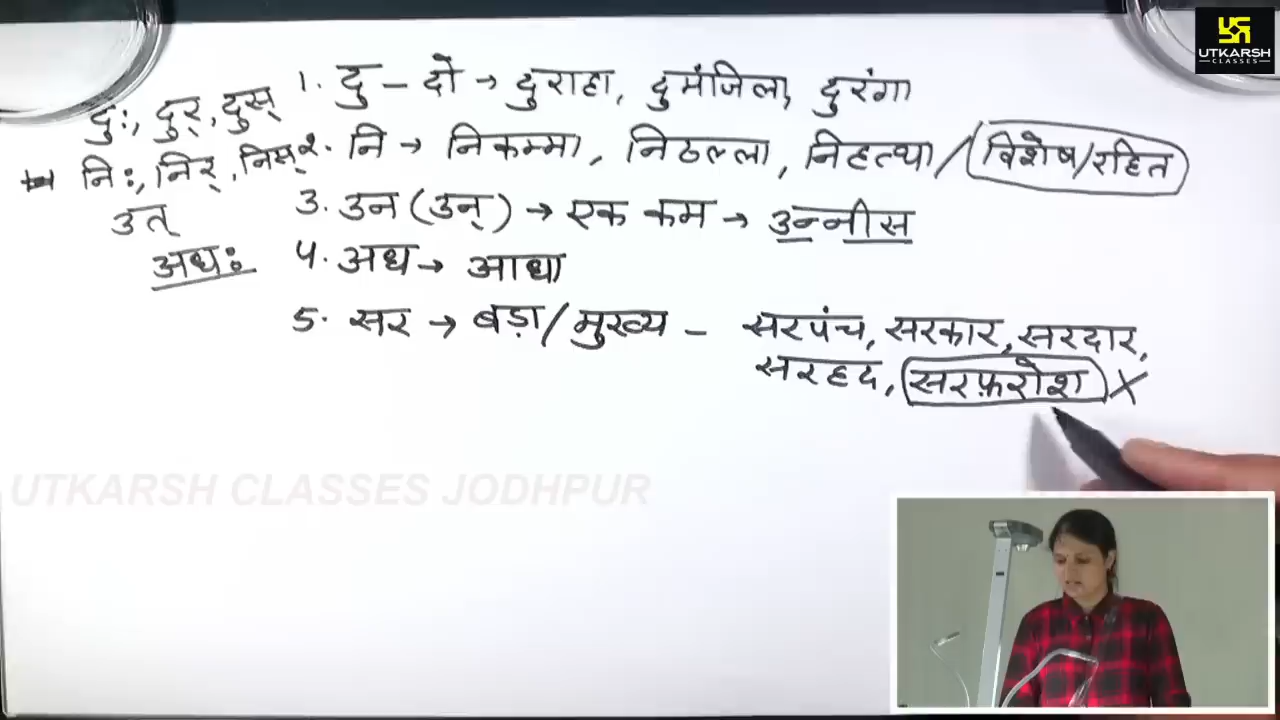 UTKARSH
CLASSES
दुः, दुर्, दुस्
1. दु – दो → दुराहा, दुमंजिला, दुरंगा
निः, निर्, निस्
२. नि → निकम्मा, निठल्ला, निहत्था / विशेष/रहित
उत्
3. उन (उन्) → एक कम → उन्नीस
अधः
4. अध → आधा
5. सर → बड़ा/मुख्य – सरपंच, सरकार, सरदार,
सरहद, सरफ़रोश X
UTKARSH CLASSES JODHPUR